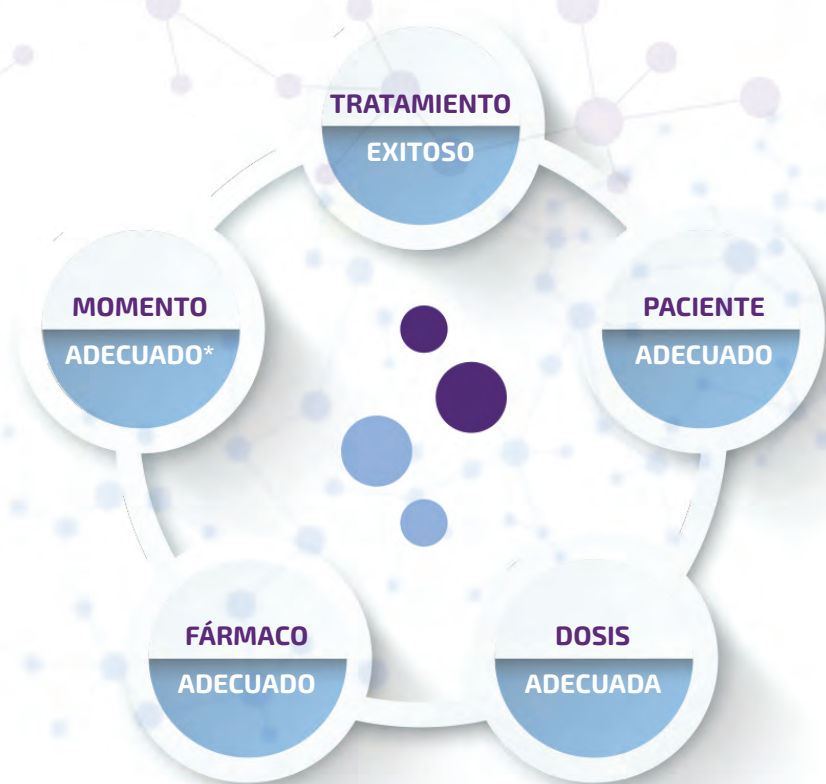 TRATAMIENTO
EXITOSO
MOMENTO
ADECUADO*
PACIENTE
ADECUADO
FÁRMACO
ADECUADO
DOSIS
ADECUADA